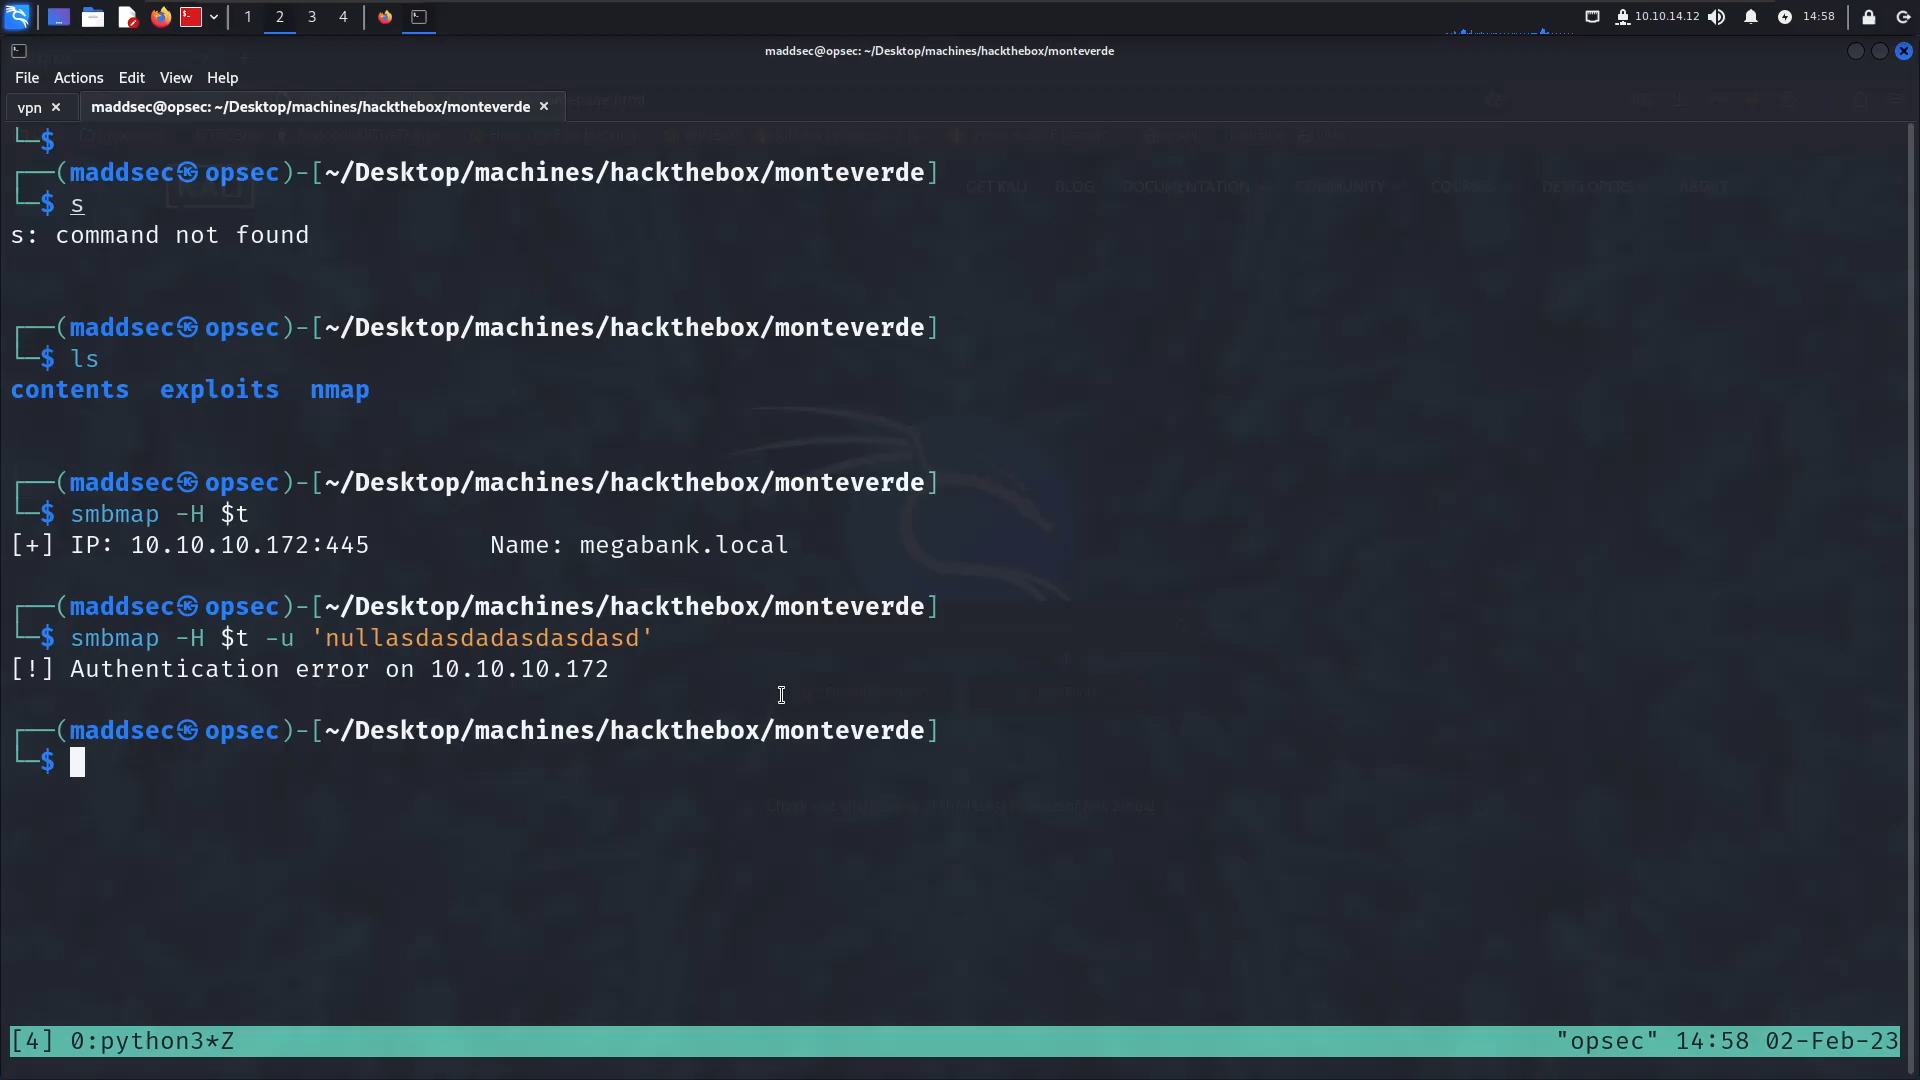 1 2 3 4 10.10.14.12 14:58
maddsec@opsec: ~/Desktop/machines/hackthebox/monteverde
File Actions Edit View Help
vpn × maddsec@opsec: ~/Desktop/machines/hackthebox/monteverde ×
└─$
┌──(maddsec㉿opsec)-[~/Desktop/machines/hackthebox/monteverde]
└─$ s
s: command not found
┌──(maddsec㉿opsec)-[~/Desktop/machines/hackthebox/monteverde]
└─$ ls
contents exploits nmap
┌──(maddsec㉿opsec)-[~/Desktop/machines/hackthebox/monteverde]
└─$ smbmap -H $t
[+] IP: 10.10.10.172:445 Name: megabank.local
┌──(maddsec㉿opsec)-[~/Desktop/machines/hackthebox/monteverde]
└─$ smbmap -H $t -u 'nullasdasdadasdasdasd'
[!] Authentication error on 10.10.10.172
┌──(maddsec㉿opsec)-[~/Desktop/machines/hackthebox/monteverde]
└─$
[4] 0:python3*Z "opsec" 14:58 02-Feb-23